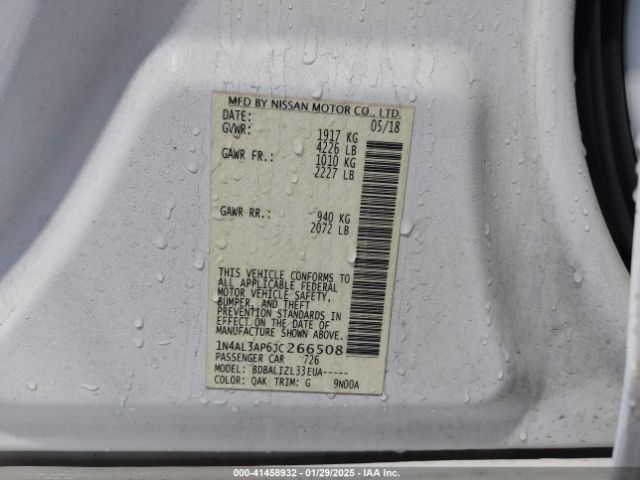 MFD BY NISSAN MOTOR CO., LTD.
DATE: 05/18
GVWR: 1917 KG
4226 LB
GAWR FR.: 1010 KG
2227 LB
GAWR RR.: 940 KG
2072 LB
THIS VEHICLE CONFORMS TO
ALL APPLICABLE FEDERAL
MOTOR VEHICLE SAFETY,
BUMPER, AND THEFT
PREVENTION STANDARDS IN
EFFECT ON THE DATE OF
MANUFACTURE SHOWN ABOVE.
1N4AL3AP6JC266508
PASSENGER CAR 726
MODEL: BDBALIZL33EUA-----
COLOR: QAK TRIM: G 9N00A
000-41458932 - 01/29/2025 - IAA Inc.